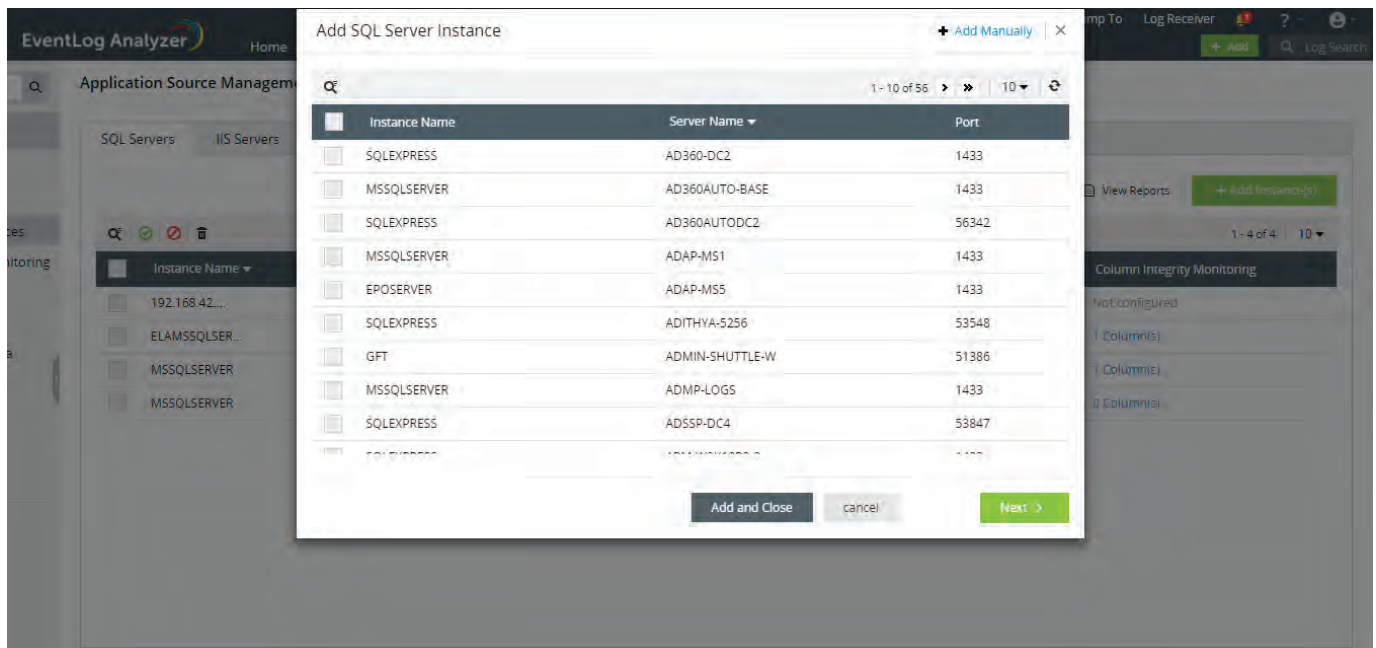 EventLog Analyzer
Home
Add SQL Server Instance
+ Add Manually
mp To
Log Receiver
?
+ Add
Log Search
Application Source Manageme
1 - 10 of 56
10
Instance Name
Server Name
Port
SQL Servers
IIS Servers
SQLEXPRESS
AD360-DC2
1433
MSSQLSERVER
AD360AUTO-BASE
1433
View Reports
+ Add Instance(s)
SQLEXPRESS
AD360AUTODC2
56342
1 - 4 of 4
10
MSSQLSERVER
ADAP-MS1
1433
itoring
Instance Name
Column Integrity Monitoring
EPOSERVER
ADAP-MS5
1433
192.168.42....
Not configured
SQLEXPRESS
ADITHYA-5256
53548
ELAMSSQLSER...
1 Column(s)
GFT
ADMIN-SHUTTLE-W
51386
MSSQLSERVER
1 Column(s)
MSSQLSERVER
ADMP-LOGS
1433
MSSQLSERVER
0 Column(s)
SQLEXPRESS
ADSSP-DC4
53847
Add and Close
cancel
Next >